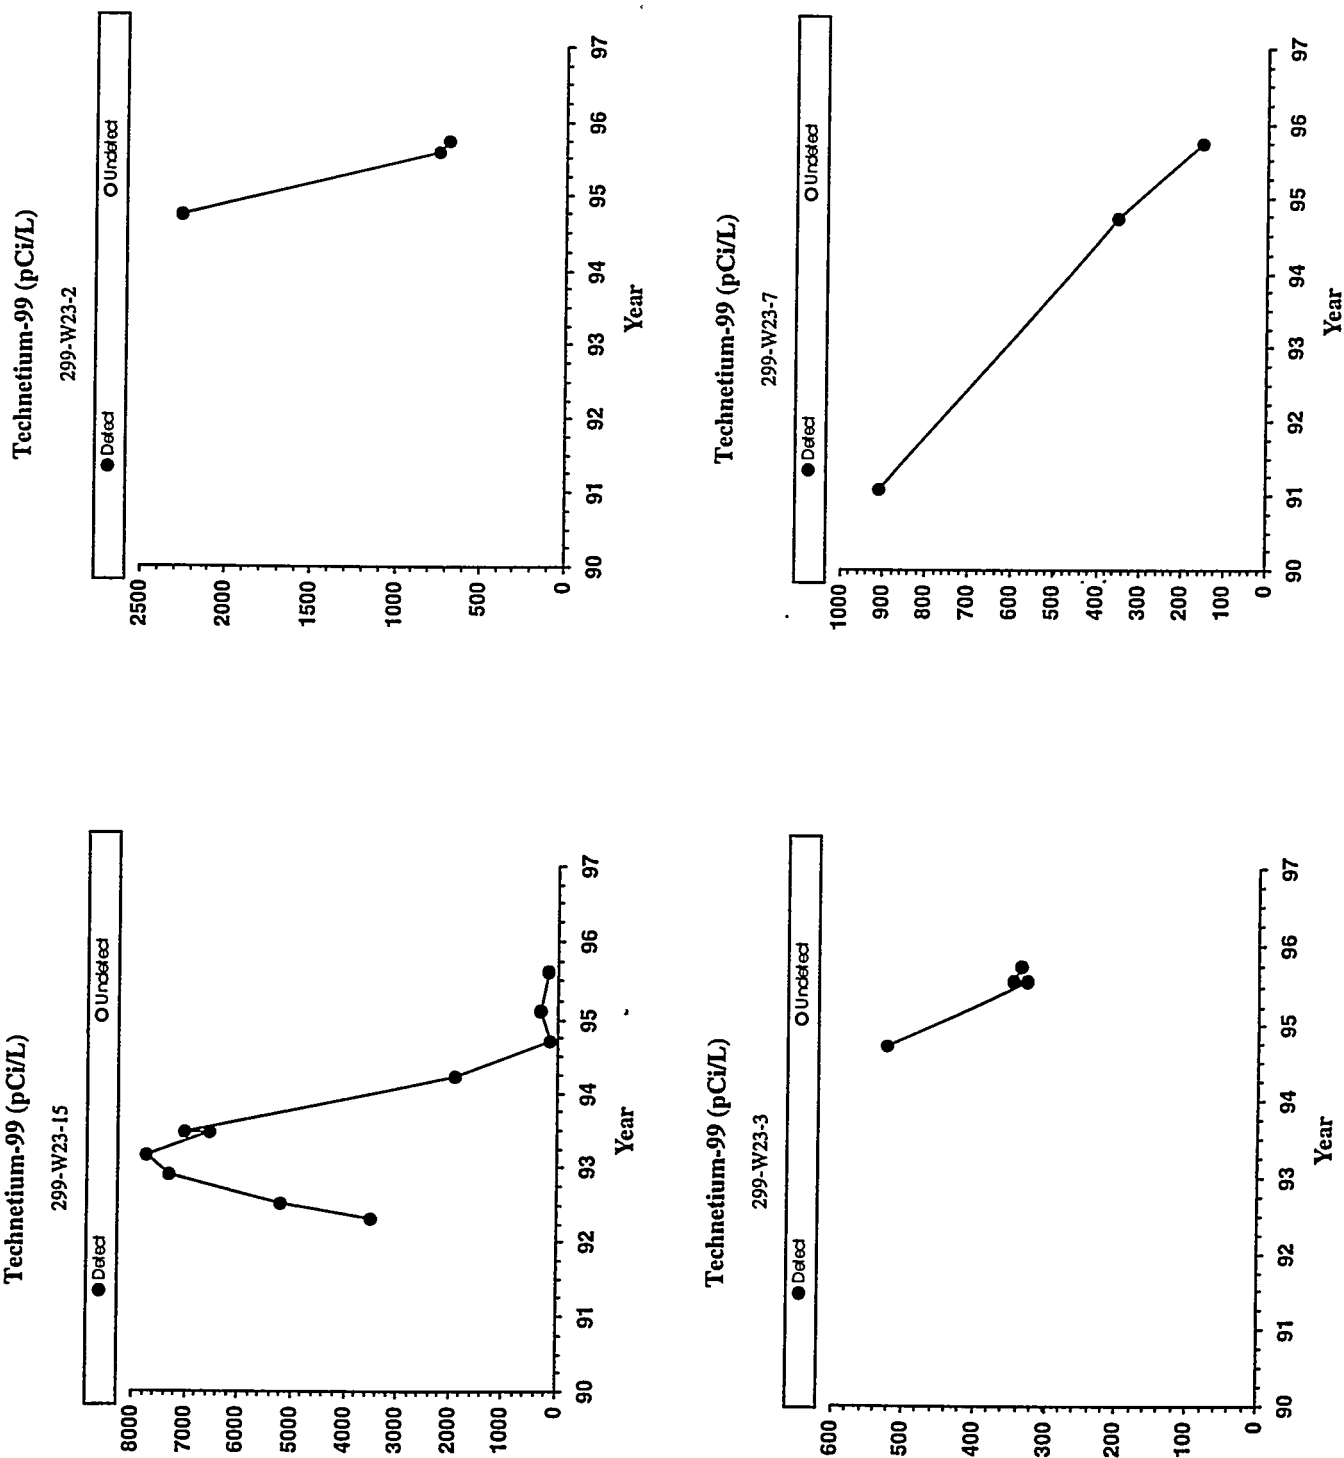 Technetium-99 (pCi/L)
299-W23-15
Detect Undetect
8000
7000
6000
5000
4000
3000
2000
1000
0
90 91 92 93 94 95 96 97
Year
Technetium-99 (pCi/L)
299-W23-2
Detect Undetect
2500
2000
1500
1000
500
0
90 91 92 93 94 95 96 97
Year
Technetium-99 (pCi/L)
299-W23-3
Detect Undetect
600
500
400
300
200
100
0
90 91 92 93 94 95 96 97
Year
Technetium-99 (pCi/L)
299-W23-7
Detect Undetect
1000
900
800
700
600
500
400
300
200
100
0
90 91 92 93 94 95 96 97
Year